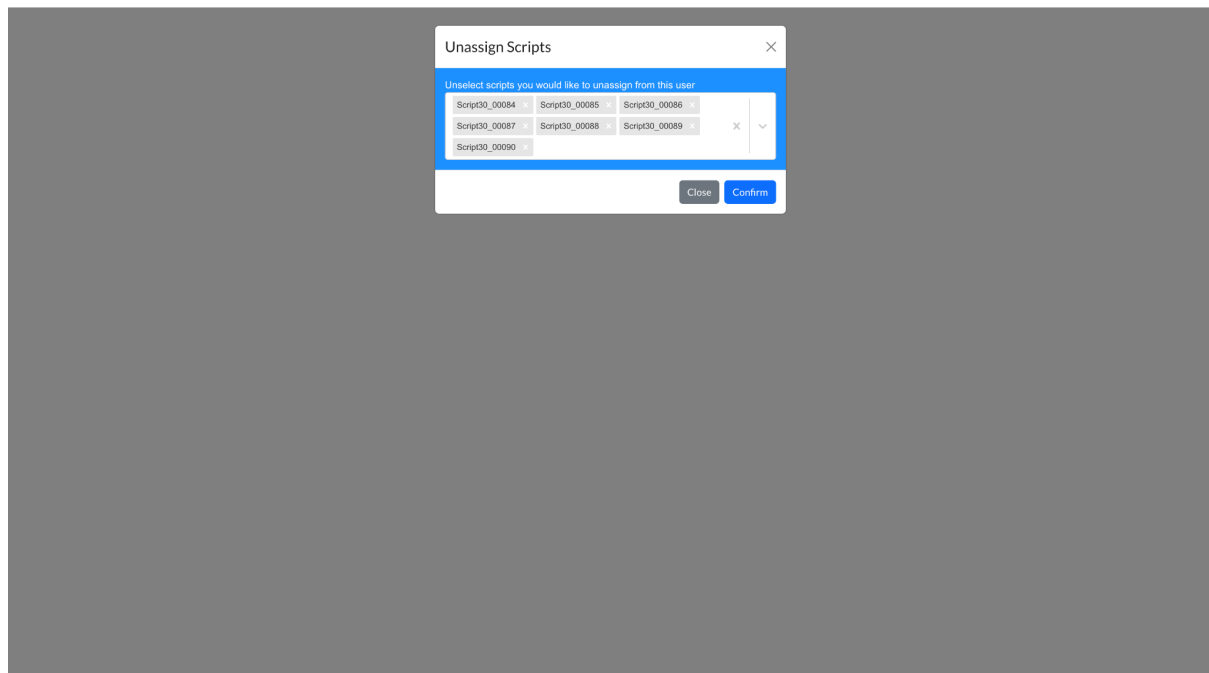 Unassign Scripts
Unselect scripts you would like to unassign from this user
Script30_00084 Script30_00085 Script30_00086
Script30_00087 Script30_00088 Script30_00089
Script30_00090
Close Confirm